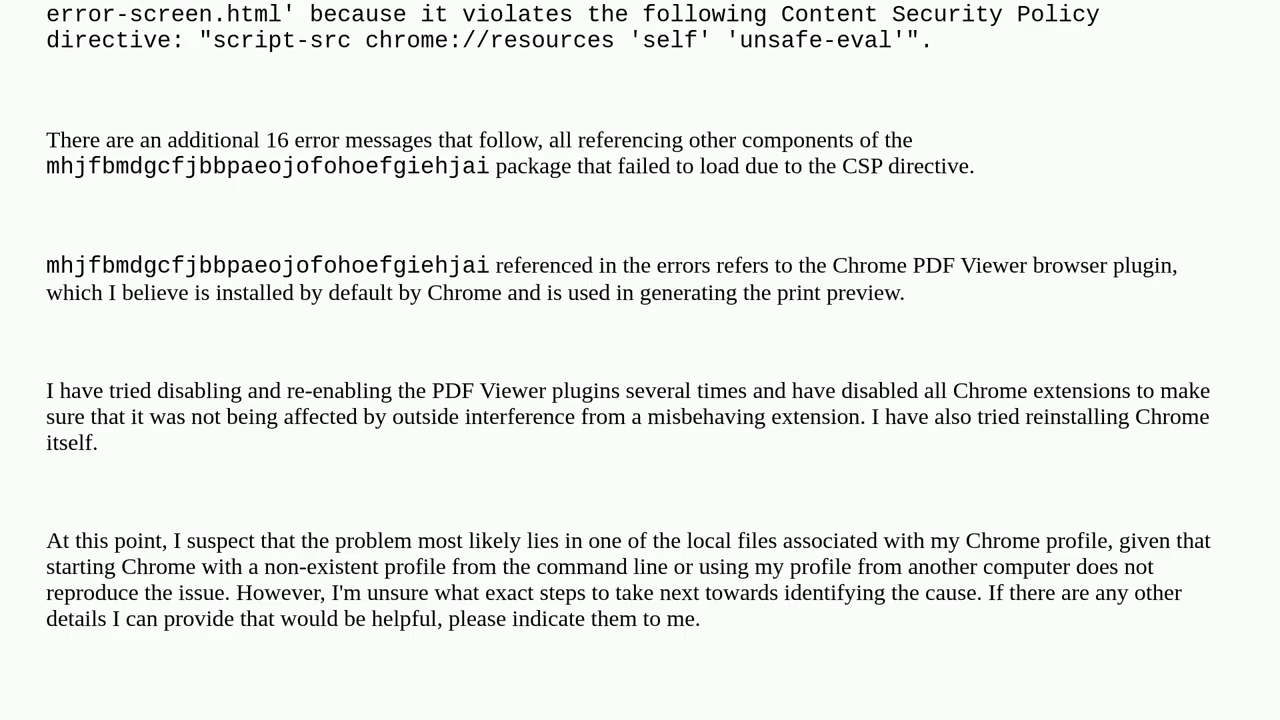 error-screen.html' because it violates the following Content Security Policy
directive: "script-src chrome://resources 'self' 'unsafe-eval'".
There are an additional 16 error messages that follow, all referencing other components of the
mhjfbmdgcfjbbpaeojofohoefgiehjai package that failed to load due to the CSP directive.
mhjfbmdgcfjbbpaeojofohoefgiehjai referenced in the errors refers to the Chrome PDF Viewer browser plugin,
which I believe is installed by default by Chrome and is used in generating the print preview.
I have tried disabling and re-enabling the PDF Viewer plugins several times and have disabled all Chrome extensions to make
sure that it was not being affected by outside interference from a misbehaving extension. I have also tried reinstalling Chrome
itself.
At this point, I suspect that the problem most likely lies in one of the local files associated with my Chrome profile, given that
starting Chrome with a non-existent profile from the command line or using my profile from another computer does not
reproduce the issue. However, I'm unsure what exact steps to take next towards identifying the cause. If there are any other
details I can provide that would be helpful, please indicate them to me.